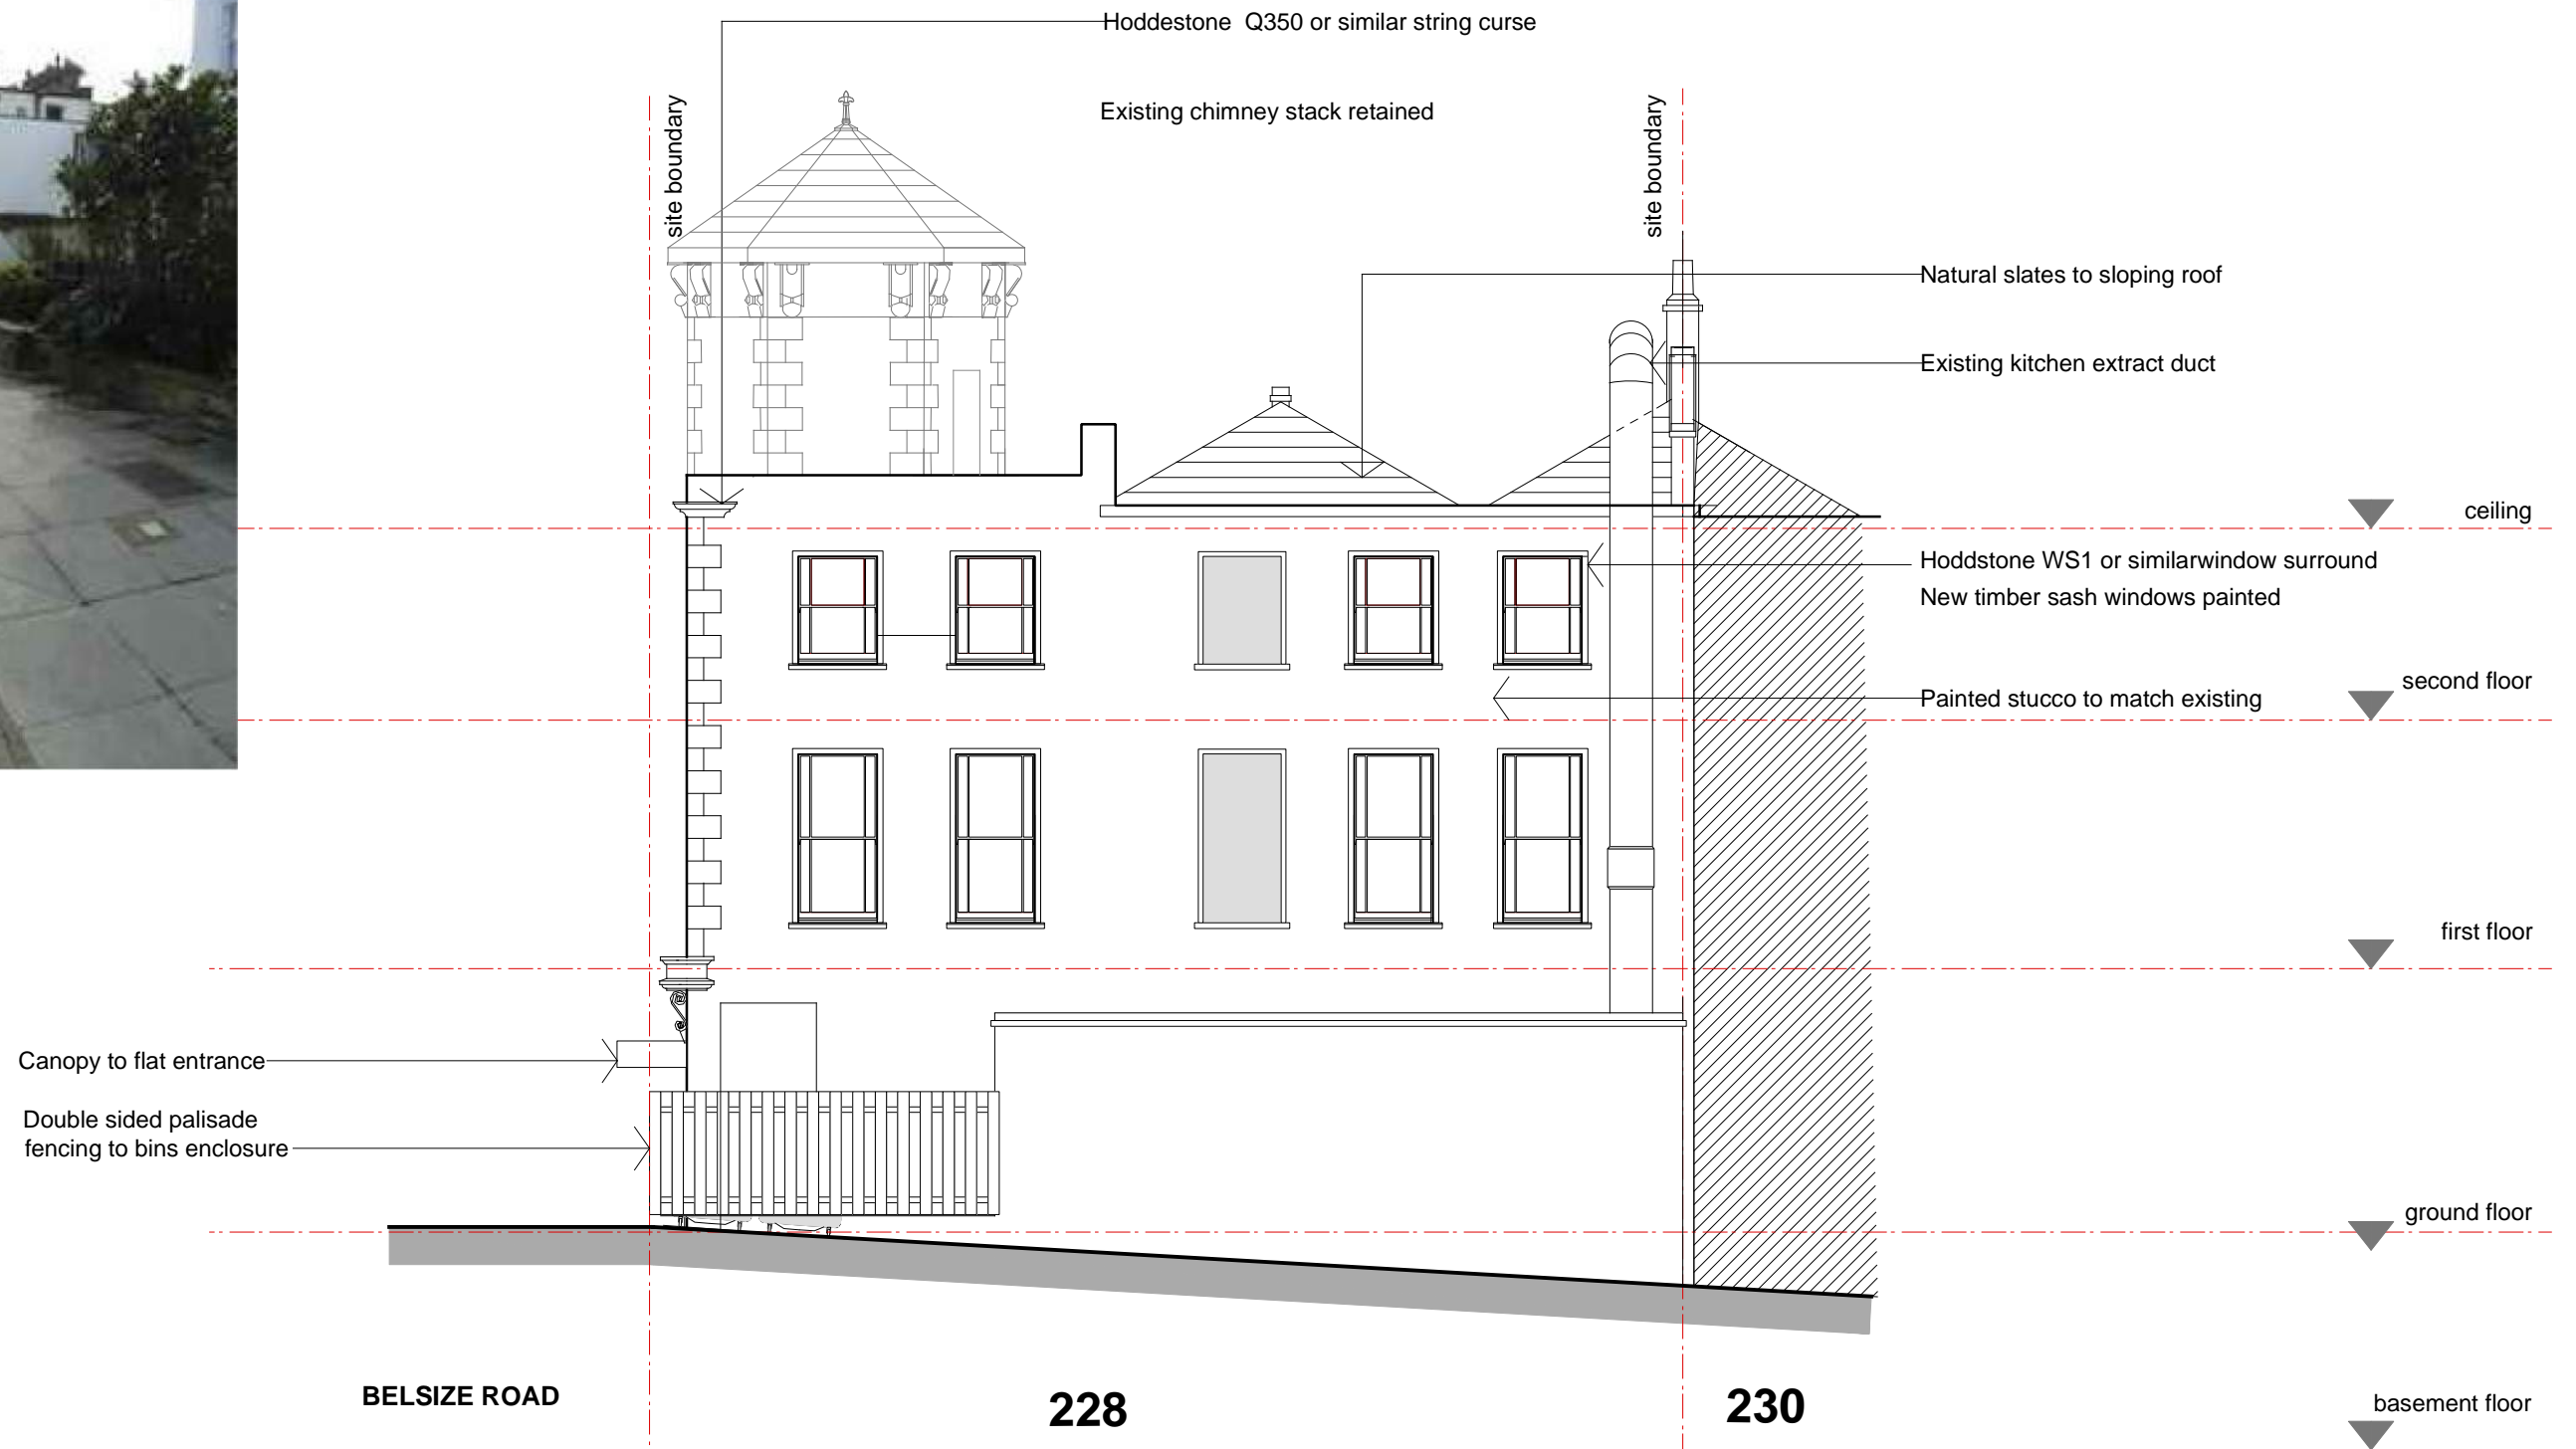 Hoddestone Q350 or similar string curse
site boundary
Existing chimney stack retained
site boundary
Natural slates to sloping roof
Existing kitchen extract duct
ceiling
Hoddstone WS1 or similarwindow surround
New timber sash windows painted
second floor
Painted stucco to match existing
first floor
Canopy to flat entrance
Double sided palisade
fencing to bins enclosure
ground floor
BELSIZE ROAD
228
230
basement floor